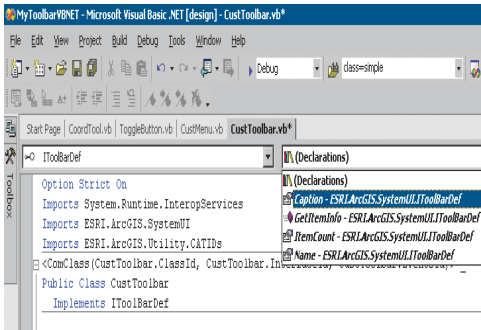 MyToolbarVBNET - Microsoft Visual Basic .NET [design] - CustToolbar.vb*
File Edit View Project Build Debug Tools Window Help
Debug class=simple
Start Page CoordTool.vb ToggleButton.vb CustMenu.vb CustToolbar.vb*
IToolBarDef (Declarations)
(Declarations)
Caption - ESRI.ArcGIS.SystemUI.IToolBarDef
GetItemInfo - ESRI.ArcGIS.SystemUI.IToolBarDef
ItemCount - ESRI.ArcGIS.SystemUI.IToolBarDef
Name - ESRI.ArcGIS.SystemUI.IToolBarDef
Toolbox
Option Strict On
Imports System.Runtime.InteropServices
Imports ESRI.ArcGIS.SystemUI
Imports ESRI.ArcGIS.Utility.CATIDs
<ComClass(CustToolbar.ClassId, CustToolbar.
Public Class CustToolbar
Implements IToolBarDef